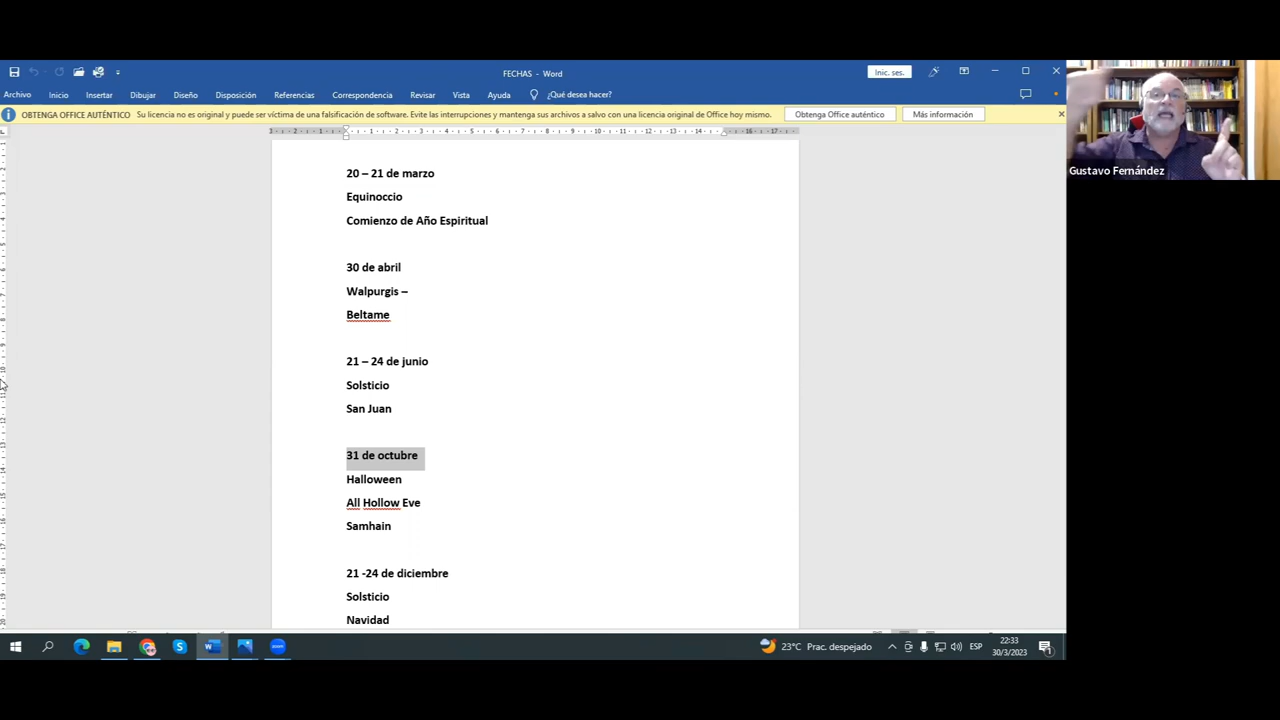 FECHAS - Word
Inic. ses.
Archivo Inicio Insertar Dibujar Diseño Disposición Referencias Correspondencia Revisar Vista Ayuda ¿Qué desea hacer?
OBTENGA OFFICE AUTÉNTICO Su licencia no es original y puede ser víctima de una falsificación de software. Evite las interrupciones y mantenga sus archivos a salvo con una licencia original de Office hoy mismo. Obtenga Office auténtico Más información
20 – 21 de marzo
Equinoccio
Comienzo de Año Espiritual
30 de abril
Walpurgis –
Beltame
21 – 24 de junio
Solsticio
San Juan
31 de octubre
Halloween
All Hollow Eve
Samhain
21 -24 de diciembre
Solsticio
Navidad
Gustavo Fernández
23°C Prac. despejado
ESP
22:33
30/3/2023